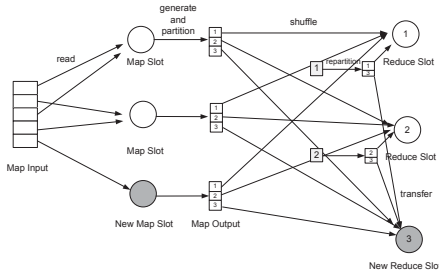 generate
and
partition
shuffle
read
1
2
3
1
Map Slot
1
repartition
1
3
Reduce Slot
1
2
3
2
Map Slot
2
2
3
Reduce Slot
Map Input
1
2
3
transfer
New Map Slot
Map Output
3
New Reduce Slo